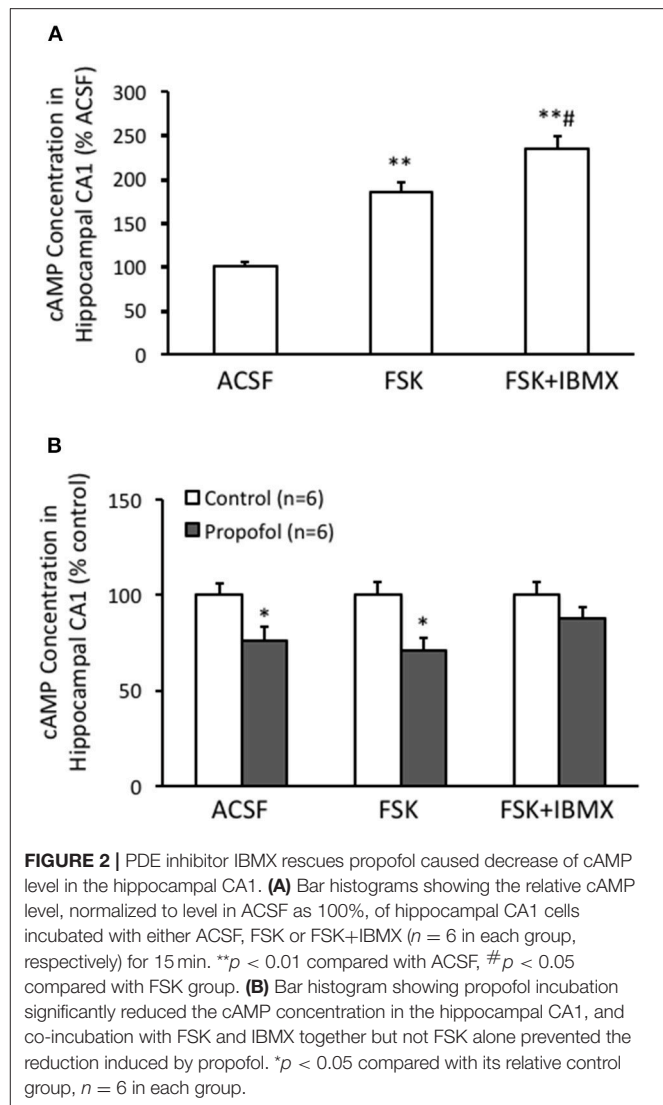 A
cAMP Concentration in
Hippocampal CA1 (% ACSF)
300
250
200
150
100
50
0
**
**#
ACSF
FSK
FSK+IBMX
B
cAMP Concentration in
Hippocampal CA1 (% control)
150
100
50
0
Control (n=6)
Propofol (n=6)
*
*
ACSF
FSK
FSK+IBMX
FIGURE 2 | PDE inhibitor IBMX rescues propofol caused decrease of cAMP
level in the hippocampal CA1. (A) Bar histograms showing the relative cAMP
level, normalized to level in ACSF as 100%, of hippocampal CA1 cells
incubated with either ACSF, FSK or FSK+IBMX (n = 6 in each group,
respectively) for 15 min. **p < 0.01 compared with ACSF, #p < 0.05
compared with FSK group. (B) Bar histogram showing propofol incubation
significantly reduced the cAMP concentration in the hippocampal CA1, and
co-incubation with FSK and IBMX together but not FSK alone prevented the
reduction induced by propofol. *p < 0.05 compared with its relative control
group, n = 6 in each group.